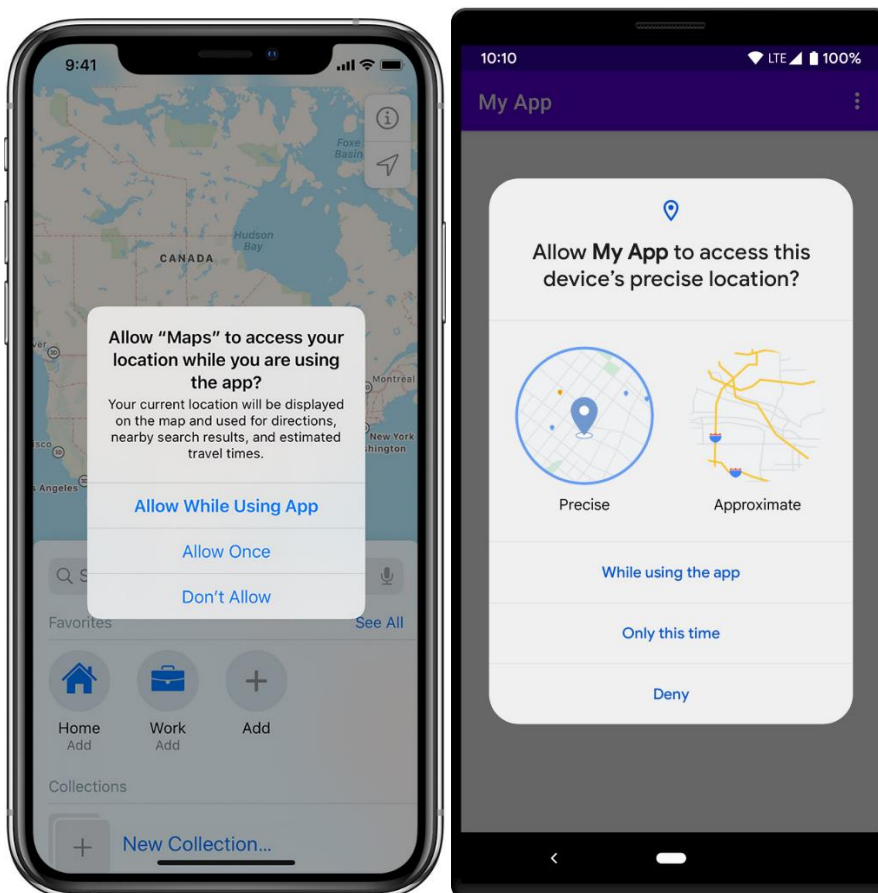 9:41
Foxe
Basin
Hudson
Bay
CANADA
Allow “Maps” to access your
location while you are using
the app?
Your current location will be displayed
on the map and used for directions,
nearby search results, and estimated
travel times.
Montreal
New York
Allow While Using App
Allow Once
Don’t Allow
Favorites
See All
Home
Add
Work
Add
Add
Collections
New Collection...
10:10
LTE
100%
My App
Allow My App to access this
device’s precise location?
Precise
Approximate
While using the app
Only this time
Deny